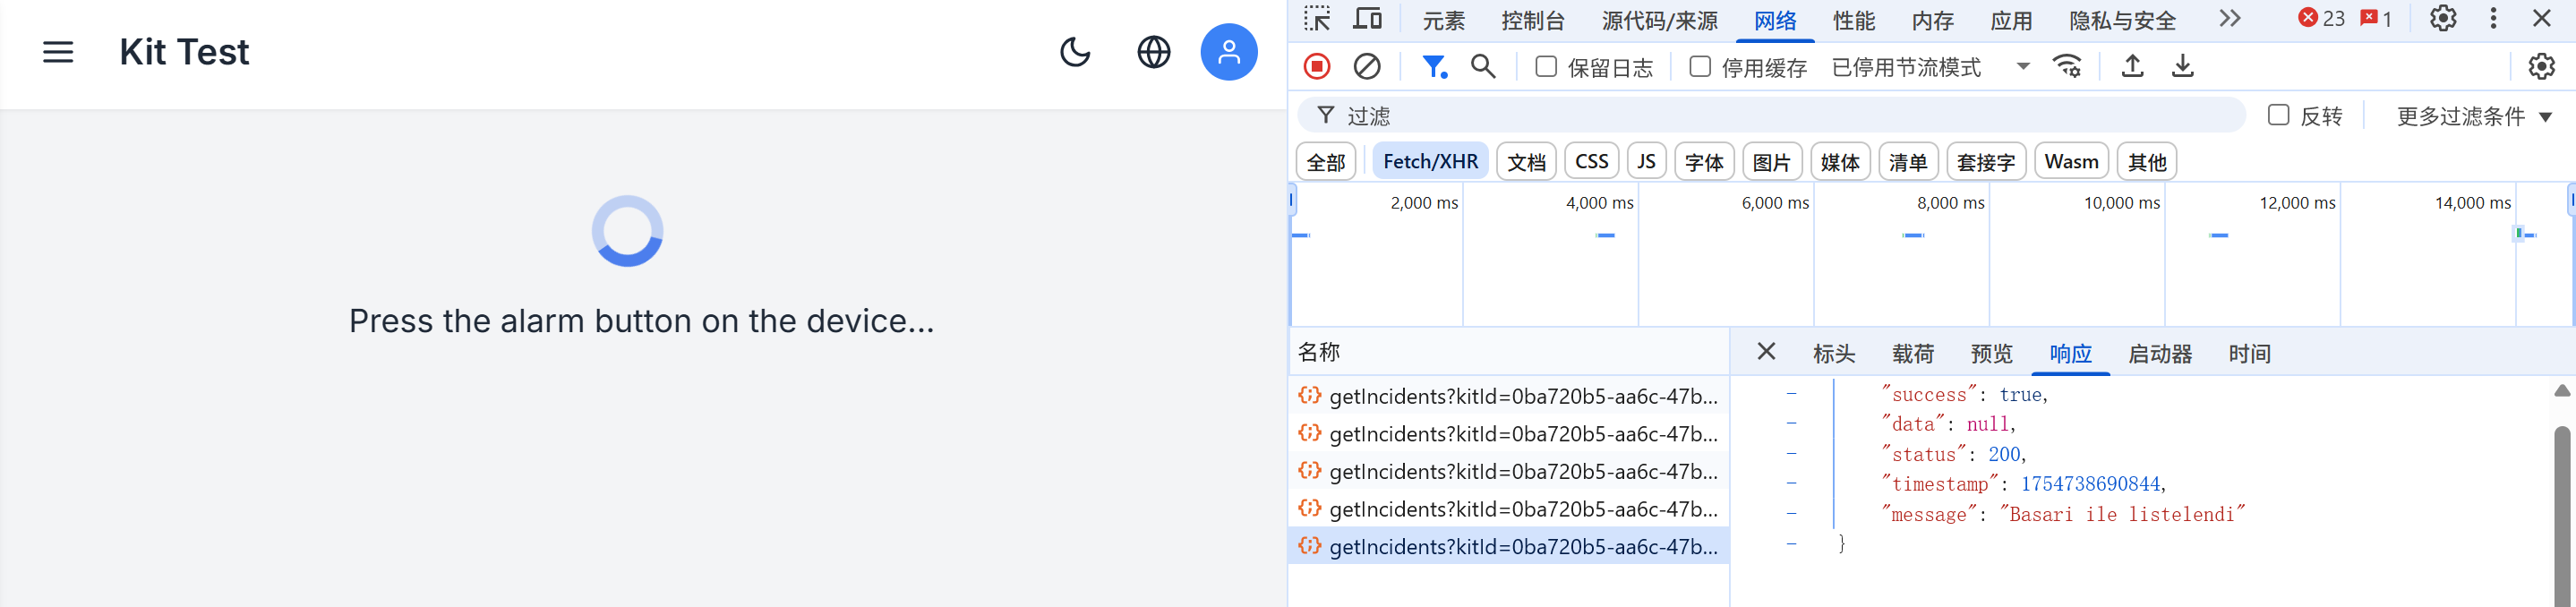 Kit Test
Press the alarm button on the device...
元素 控制台 源代码/来源 网络 性能 内存 应用 隐私与安全 23 1
保留日志 停用缓存 已停用节流模式
过滤 反转 更多过滤条件
全部 Fetch/XHR 文档 CSS JS 字体 图片 媒体 清单 套接字 Wasm 其他
2,000 ms 4,000 ms 6,000 ms 8,000 ms 10,000 ms 12,000 ms 14,000 ms
名称
getIncidents?kitId=0ba720b5-aa6c-47b...
getIncidents?kitId=0ba720b5-aa6c-47b...
getIncidents?kitId=0ba720b5-aa6c-47b...
getIncidents?kitId=0ba720b5-aa6c-47b...
getIncidents?kitId=0ba720b5-aa6c-47b...
标头 载荷 预览 响应 启动器 时间
- "success": true,
- "data": null,
- "status": 200,
- "timestamp": 1754738690844,
- "message": "Basari ile listelendi"
- }